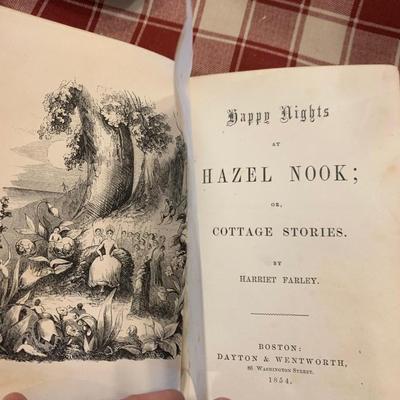 Happy Nights
AT
HAZEL NOOK;
OR,
COTTAGE STORIES.
BY
HARRIET FARLEY.
BOSTON:
DAYTON & WENTWORTH,
86 WASHINGTON STREET.
1854.